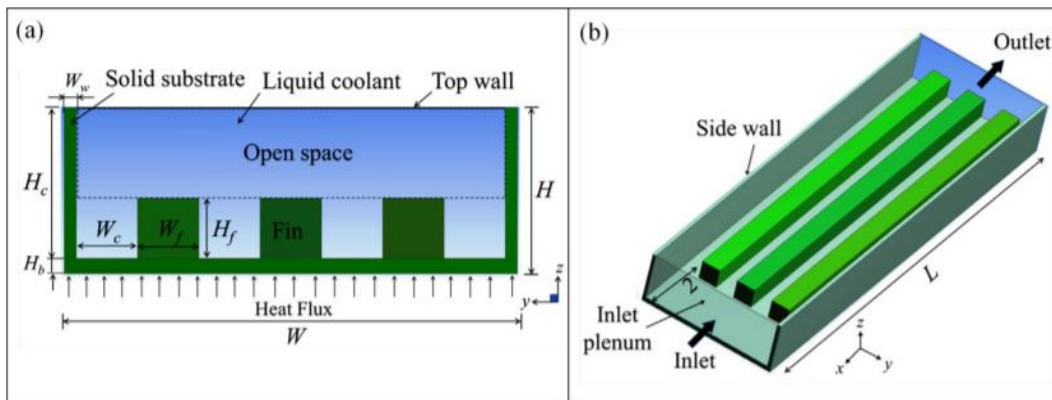 (a)
W_w
Solid substrate
Liquid coolant
Top wall
Open space
H_c
H
W_c
W_f
H_f
Fin
H_b
z
y
Heat Flux
W
(b)
Outlet
Side wall
2
L
Inlet
plenum
Inlet
z
x
y